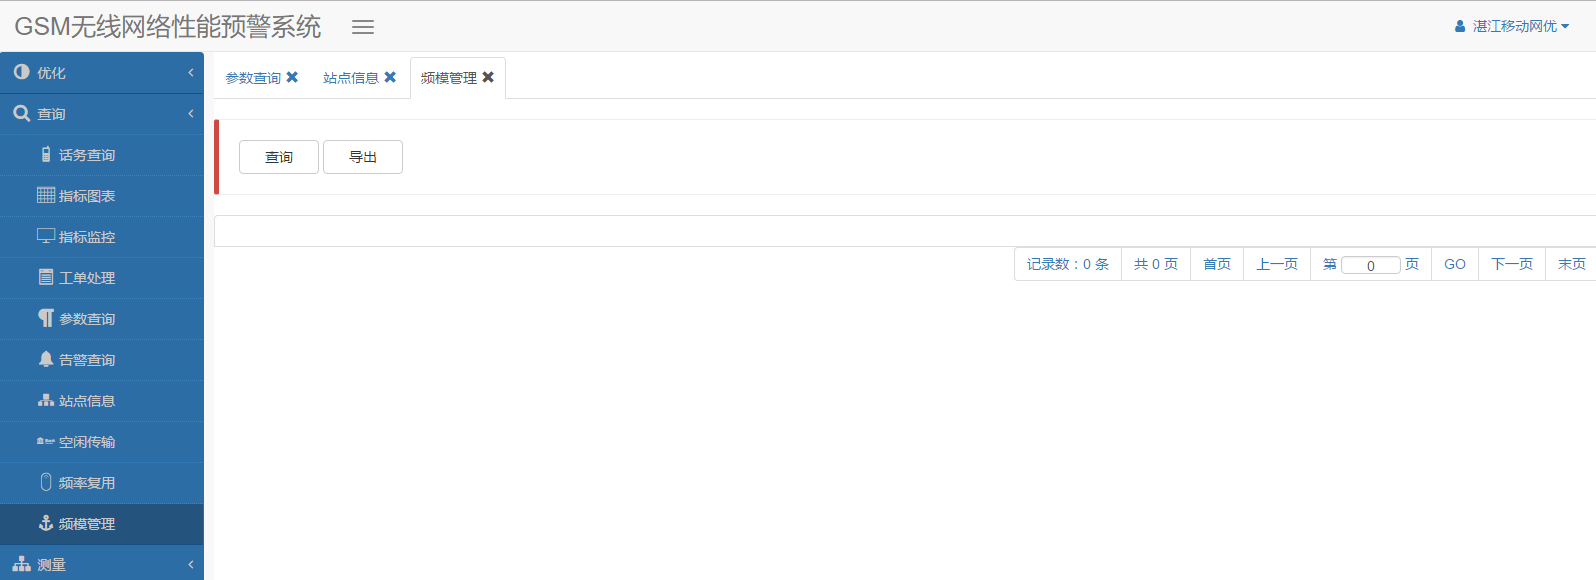 GSM无线网络性能预警系统
湛江移动网优
优化
查询
话务查询
指标图表
指标监控
工单处理
参数查询
告警查询
站点信息
空闲传输
频率复用
频模管理
测量
参数查询 站点信息 频模管理
查询 导出
记录数：0 条 共 0 页 首页 上一页 第 0 页 GO 下一页 末页